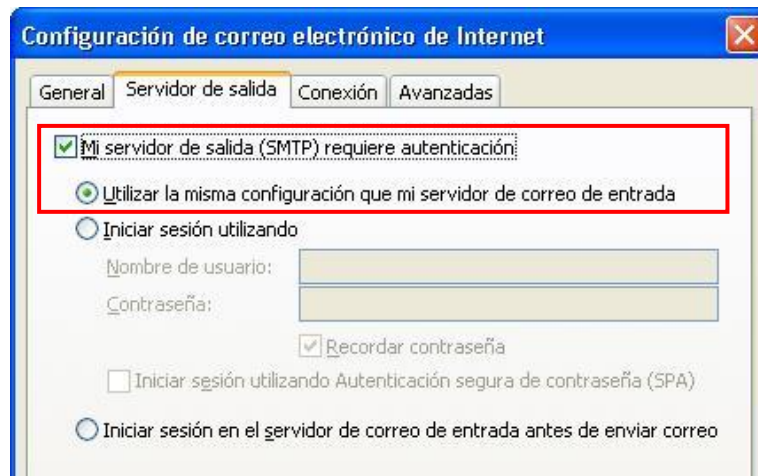 Configuración de correo electrónico de Internet
General Servidor de salida Conexión Avanzadas
Mi servidor de salida (SMTP) requiere autenticación
Utilizar la misma configuración que mi servidor de correo de entrada
Iniciar sesión utilizando
Nombre de usuario:
Contraseña:
Recordar contraseña
Iniciar sesión utilizando Autenticación segura de contraseña (SPA)
Iniciar sesión en el servidor de correo de entrada antes de enviar correo